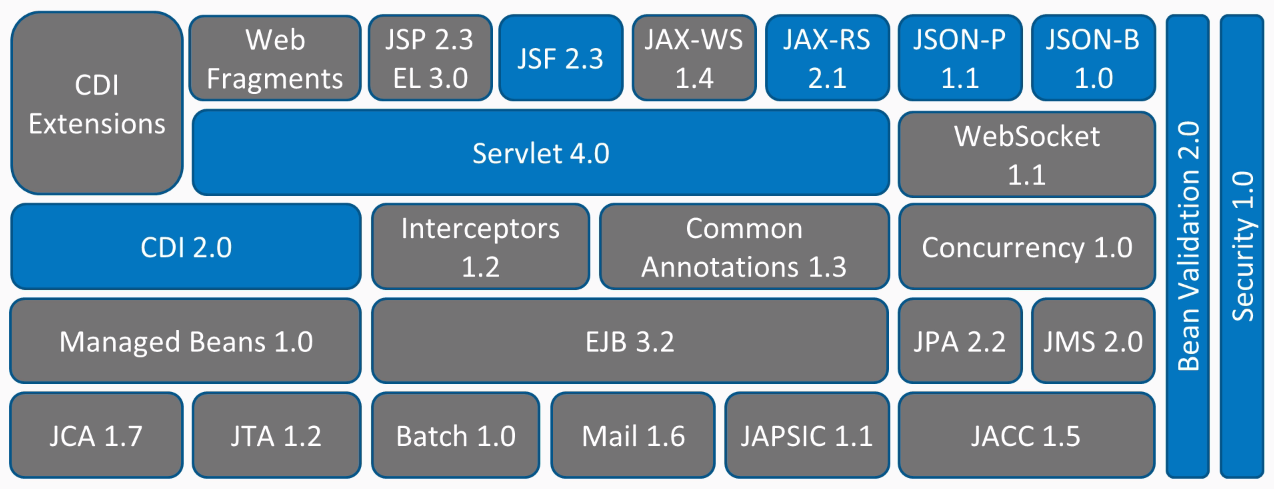 CDI
Extensions
Web
Fragments
JSP 2.3
EL 3.0
JSF 2.3
JAX-WS
1.4
JAX-RS
2.1
JSON-P
1.1
JSON-B
1.0
Servlet 4.0
WebSocket
1.1
CDI 2.0
Interceptors
1.2
Common
Annotations 1.3
Concurrency 1.0
Managed Beans 1.0
EJB 3.2
JPA 2.2
JMS 2.0
JCA 1.7
JTA 1.2
Batch 1.0
Mail 1.6
JAPSIC 1.1
JACC 1.5
Bean Validation 2.0
Security 1.0